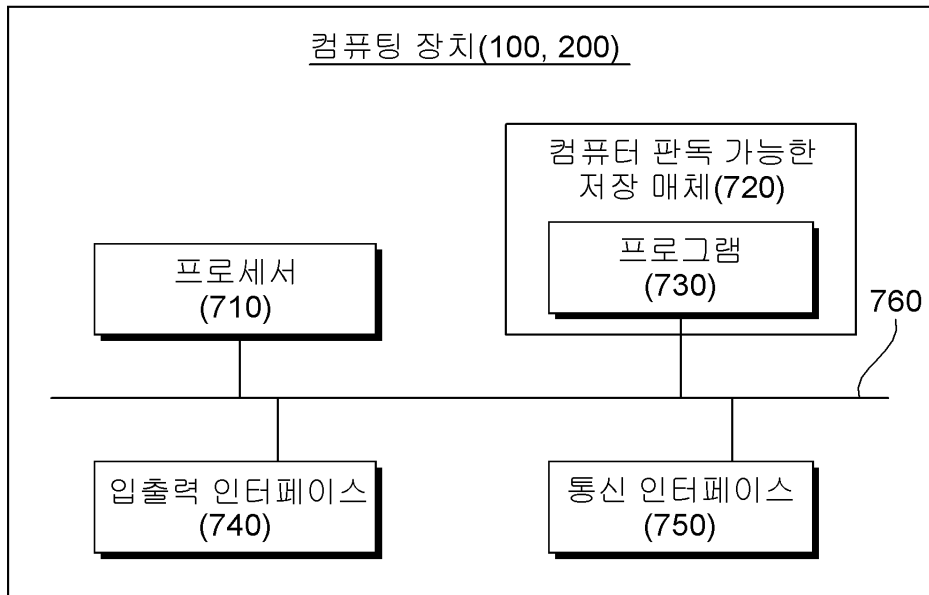 컴퓨팅 장치(100, 200)
컴퓨터 판독 가능한
저장 매체(720)
프로그램
(730)
프로세서
(710)
760
입출력 인터페이스
(740)
통신 인터페이스
(750)